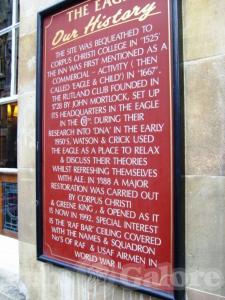 THE EAGLE
Our History
THE SITE WAS BEQUEATHED TO
CORPUS CHRISTI COLLEGE IN '1525'
THE INN WAS FIRST MENTIONED AS A
COMMERCIAL - ACTIVITY (THEN
CALLED 'EAGLE & CHILD') IN "1667".
THE RUTLAND CLUB FOUNDED IN
1728 BY JOHN MORTLOCK, SET UP
ITS HEADQUARTERS IN THE EAGLE
IN THE DURING THEIR
RESEARCH INTO 'DNA' IN THE EARLY
1950'S, WATSON & CRICK USED
THE EAGLE AS A PLACE TO RELAX
& DISCUSS THEIR THEORIES
WHILST REFRESHING THEMSELVES
WITH ALE. IN 1988 A MAJOR
RESTORATION WAS CARRIED OUT
BY CORPUS CHRISTI
& GREENE KING, & OPENED AS IT
IS NOW IN 1992. SPECIAL INTEREST
IS THE 'RAF BAR' CEILING COVERED
WITH THE NAMES & SQUADRON
No'S OF RAF & USAF AIRMEN IN
WORLD WAR II.